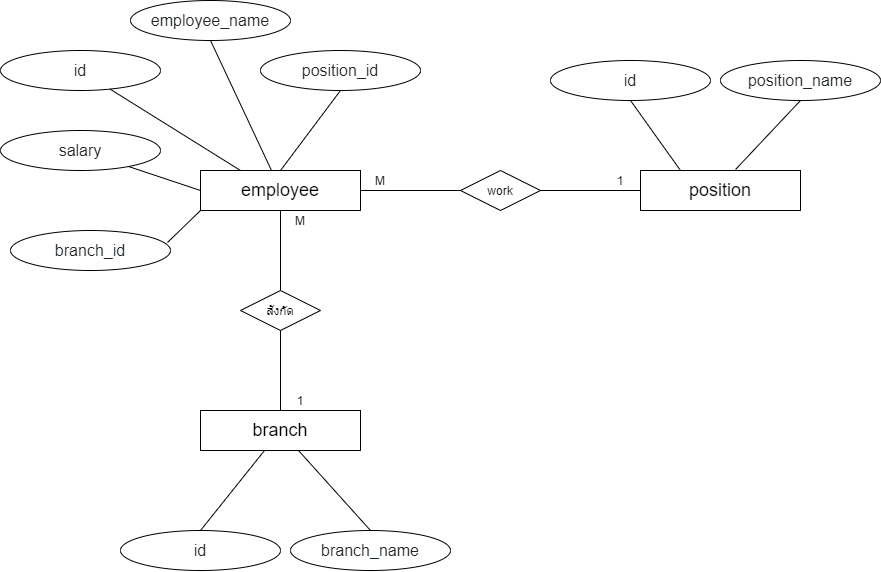 employee_name
id
position_id
id
position_name
salary
employee
M
work
1
position
M
branch_id
สังกัด
1
branch
id
branch_name